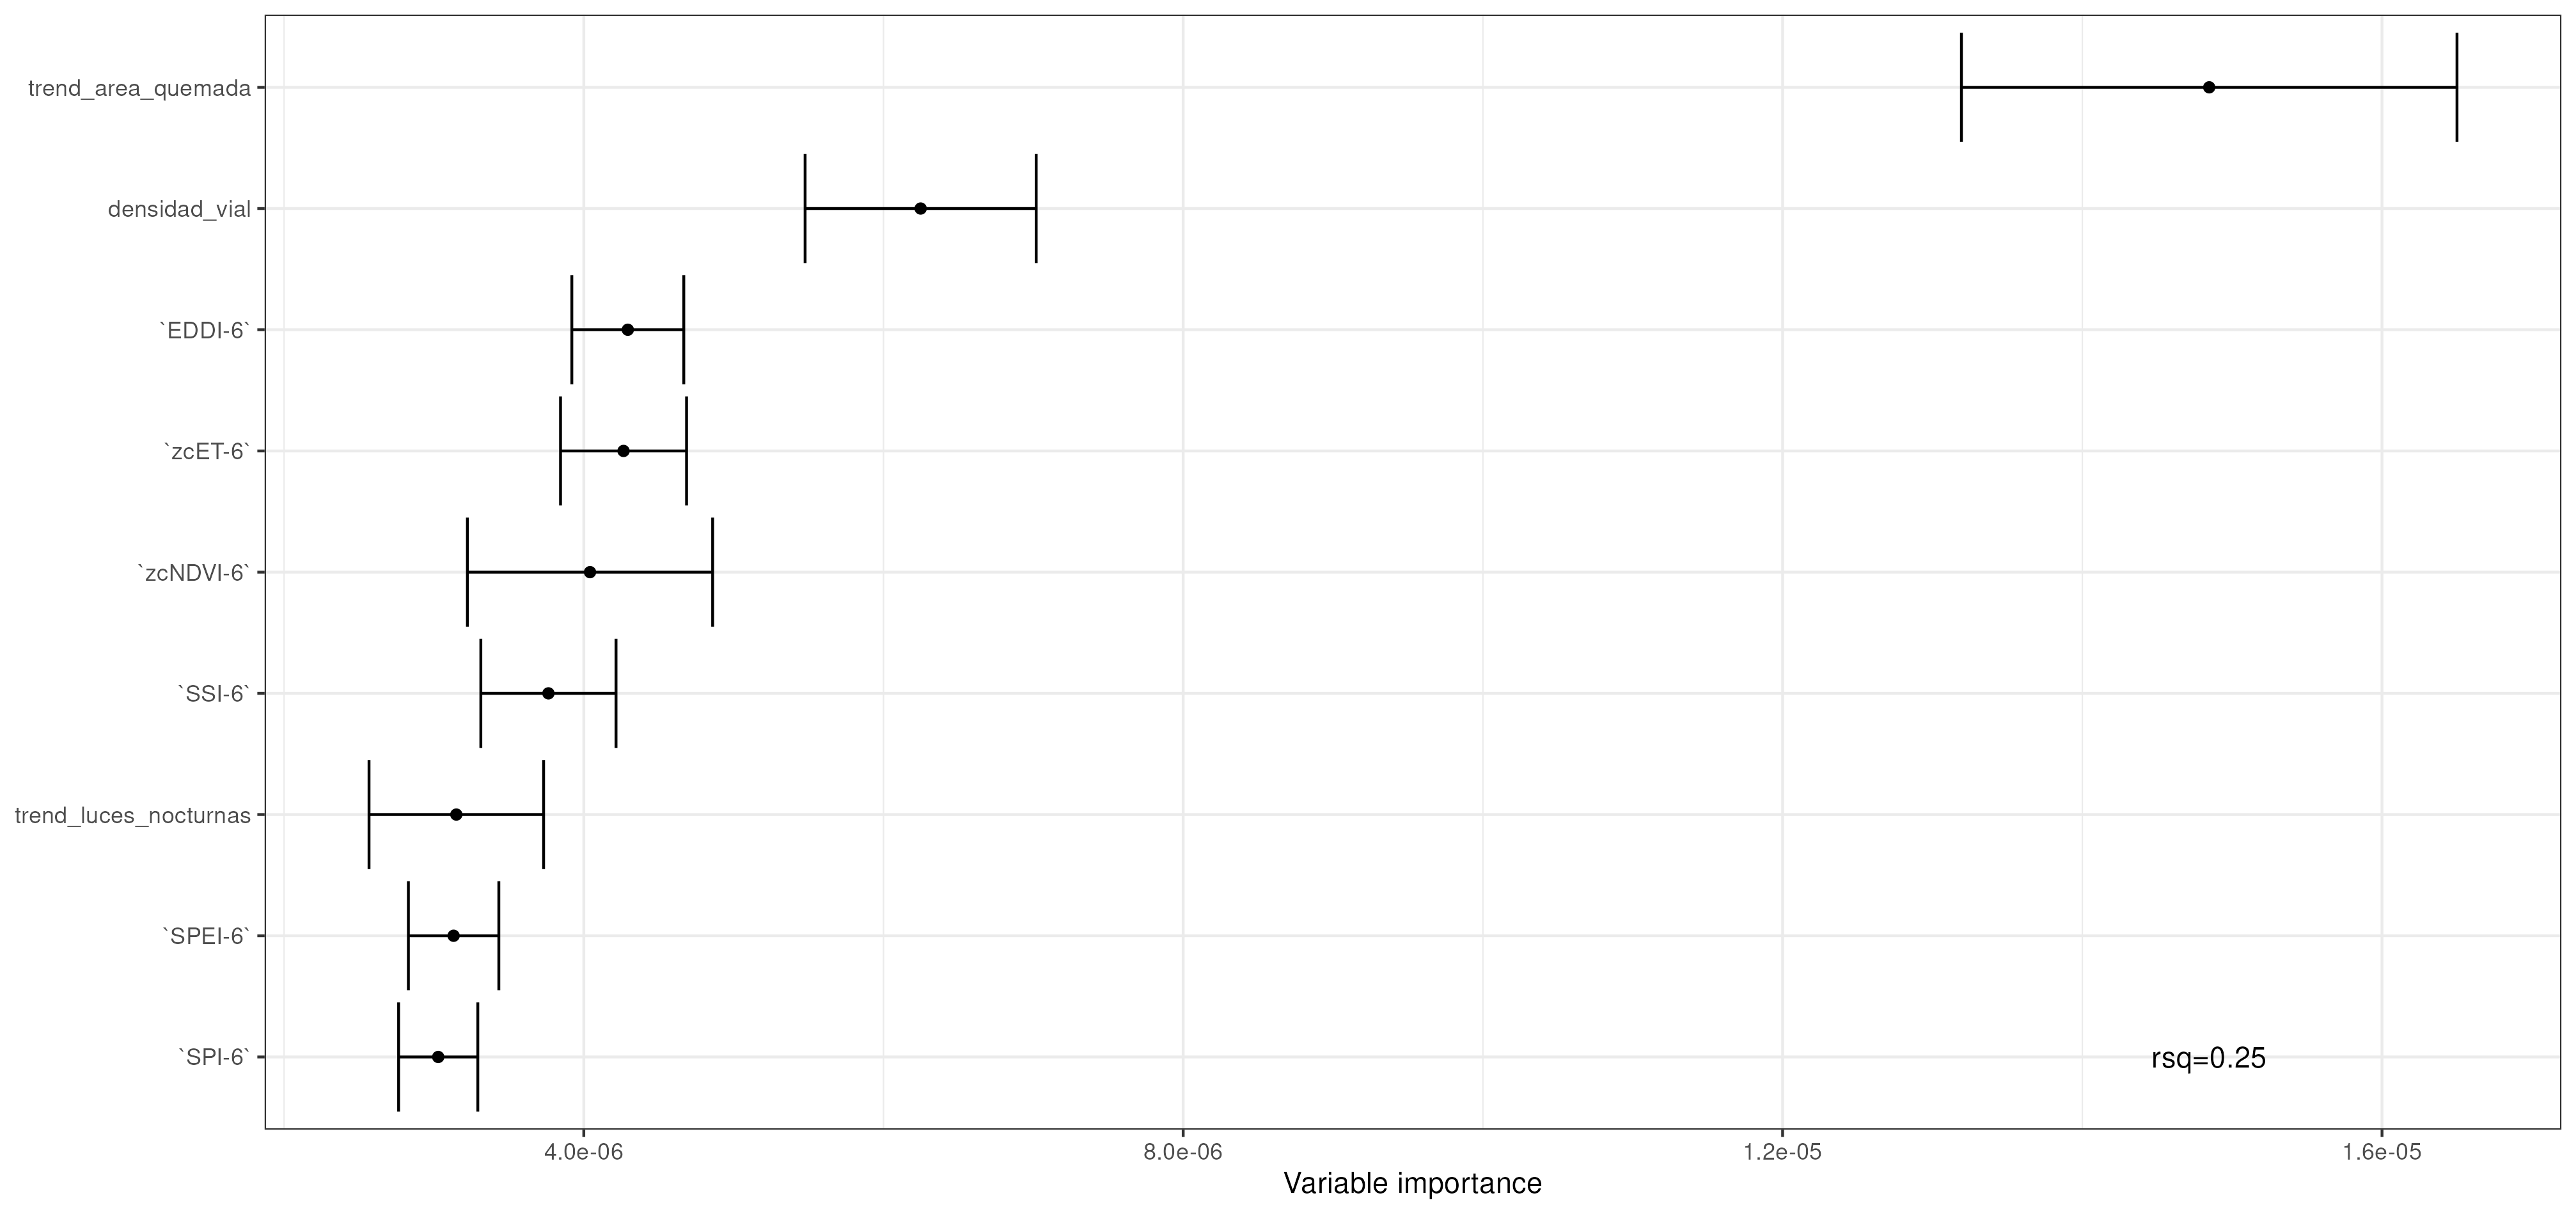 trend_area_quemada
densidad_vial
`EDDI-6`
`zcET-6`
`zcNDVI-6`
`SSI-6`
trend_luces_nocturnas
`SPEI-6`
`SPI-6`
rsq=0.25
4.0e-06 8.0e-06 1.2e-05 1.6e-05
Variable importance